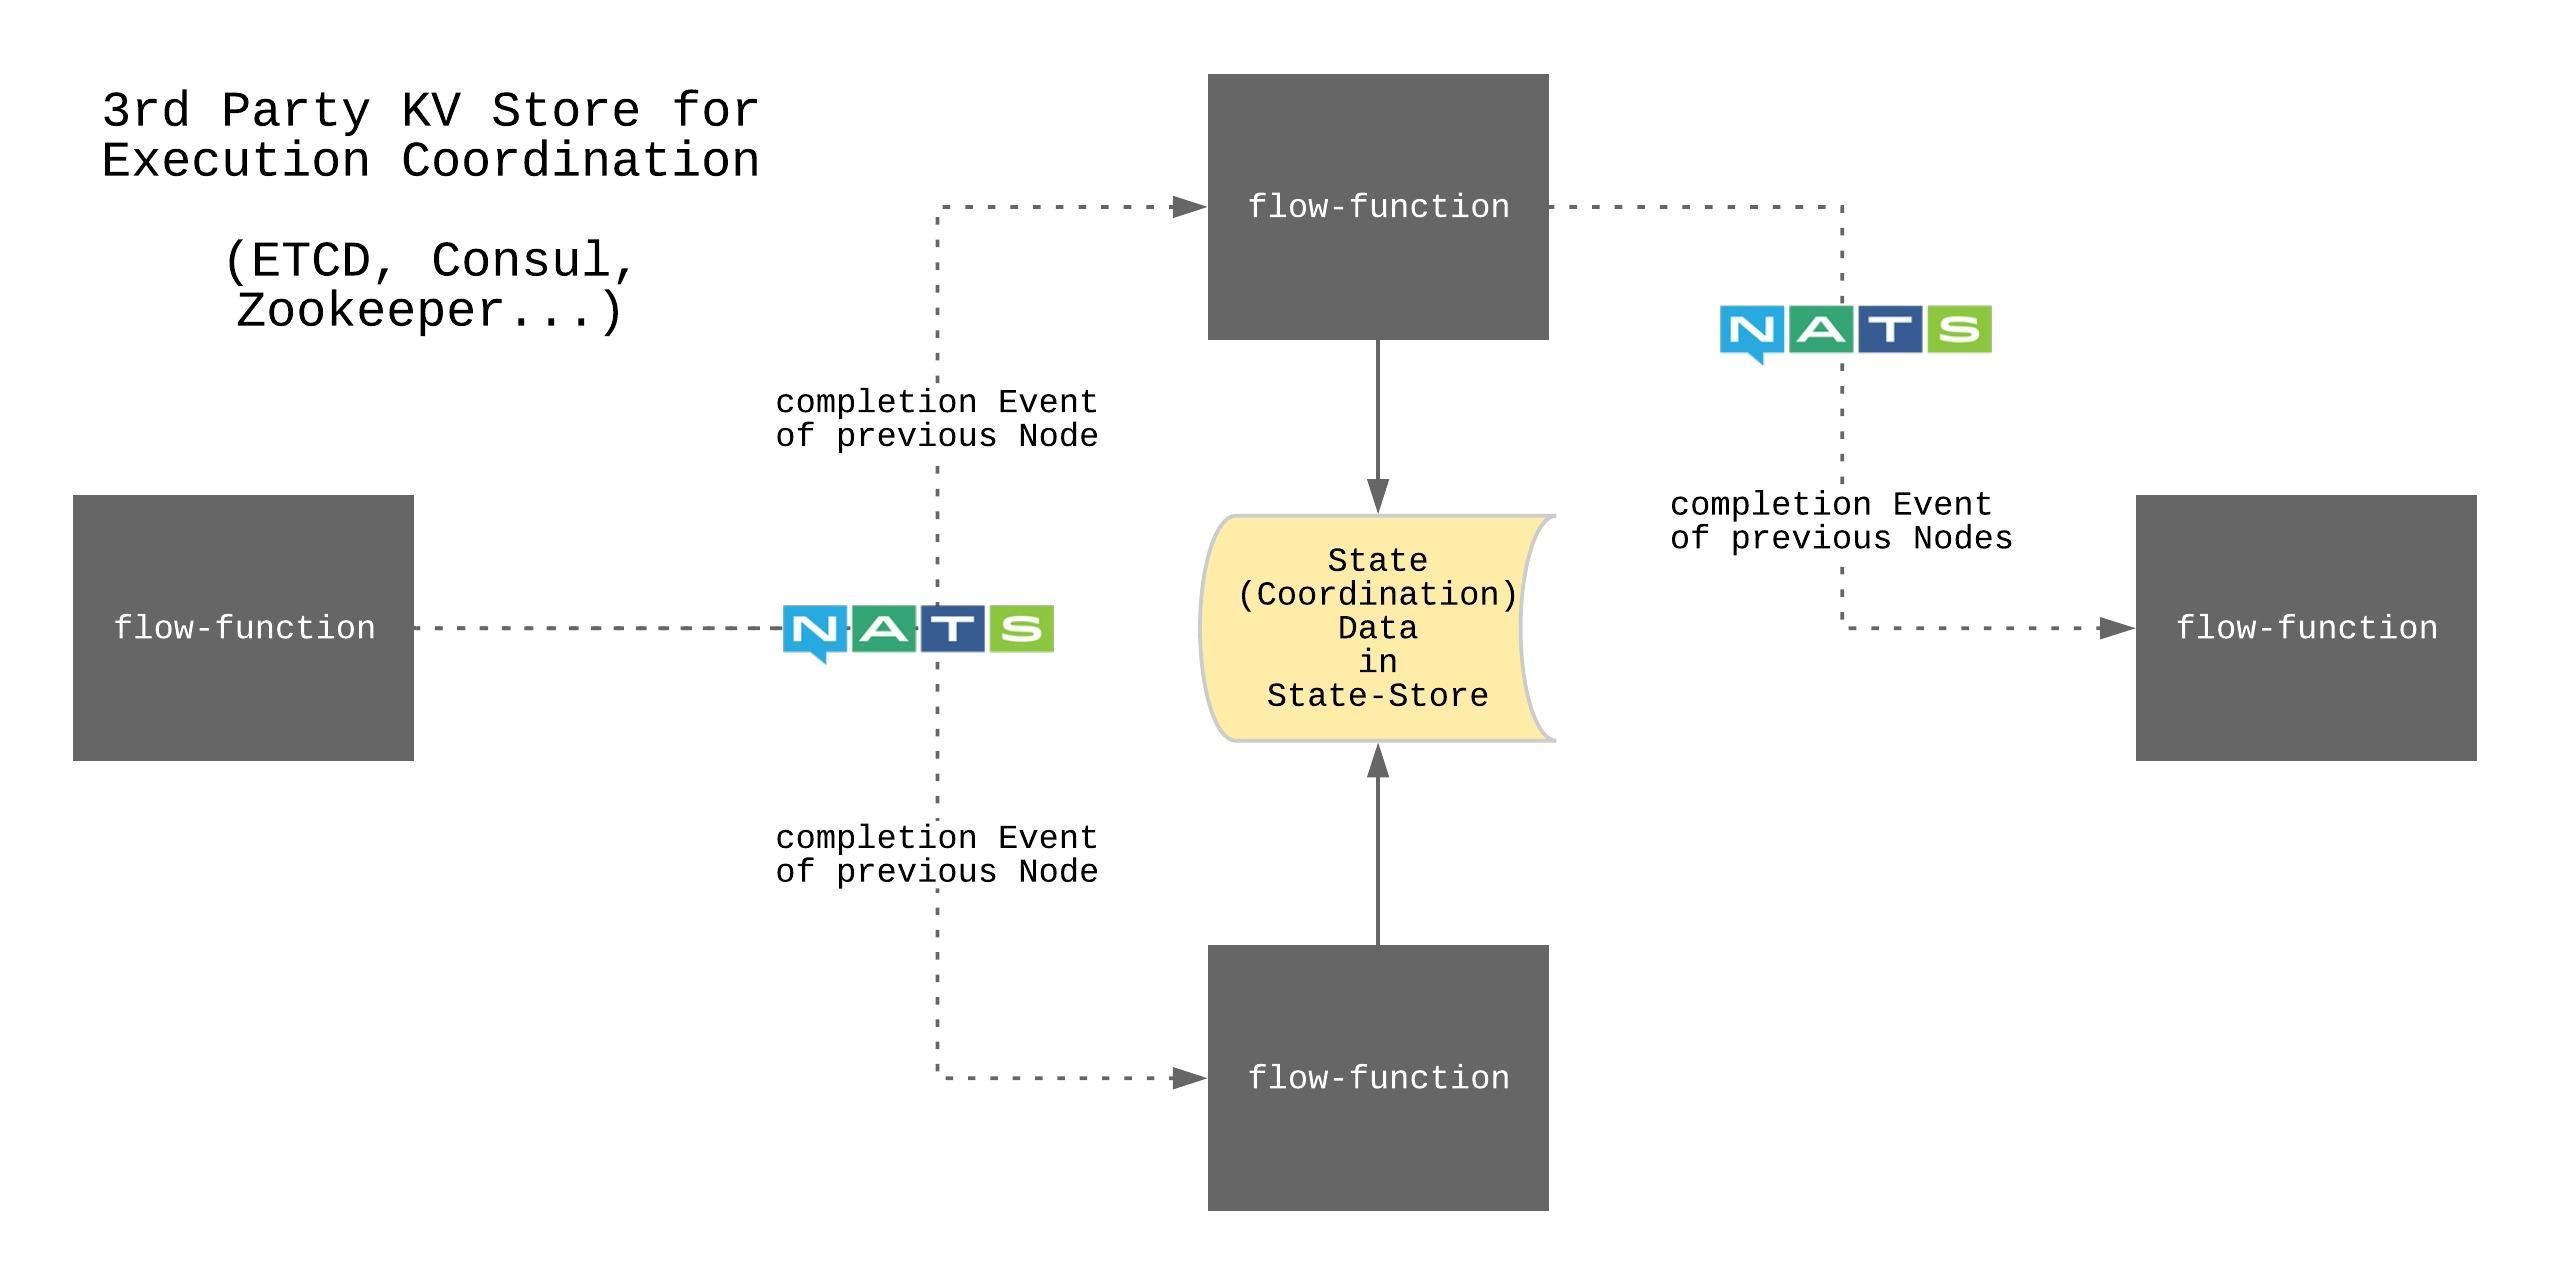 3rd Party KV Store for
Execution Coordination
(ETCD, Consul,
Zookeeper...)
flow-function
NATS
completion Event
of previous Node
completion Event
of previous Nodes
flow-function
NATS
State
(Coordination)
Data
in
State-Store
flow-function
completion Event
of previous Node
flow-function